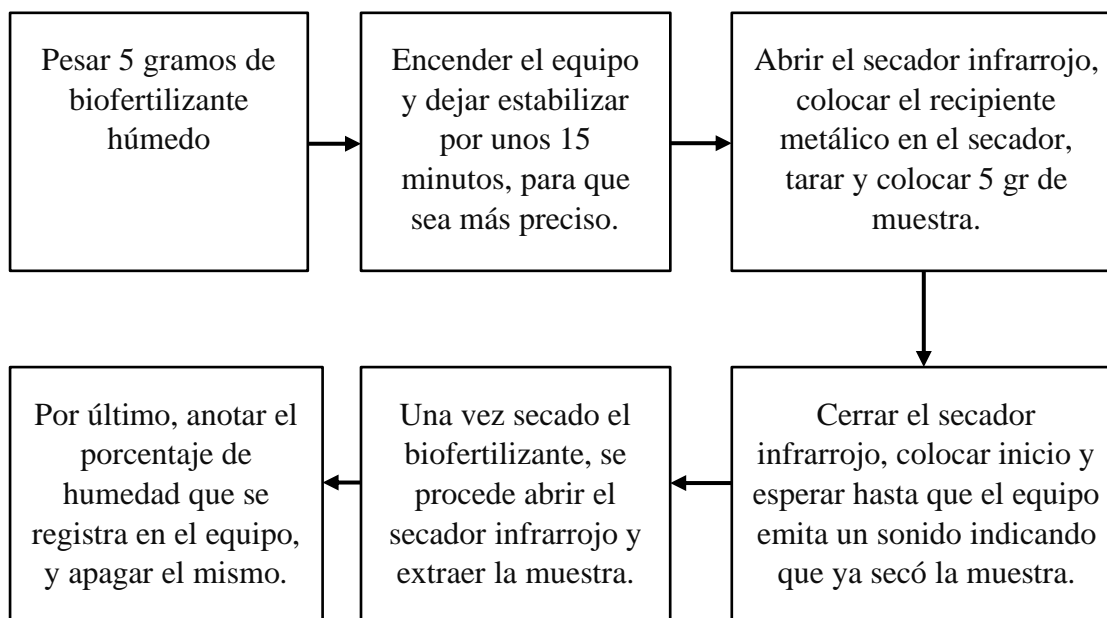 Pesar 5 gramos de
biofertilizante
húmedo
Encender el equipo
y dejar estabilizar
por unos 15
minutos, para que
sea más preciso.
Abrir el secador infrarrojo,
colocar el recipiente
metálico en el secador,
tarar y colocar 5 gr de
muestra.
Cerrar el secador
infrarrojo, colocar inicio y
esperar hasta que el equipo
emita un sonido indicando
que ya secó la muestra.
Una vez secado el
biofertilizante, se
procede abrir el
secador infrarrojo y
extraer la muestra.
Por último, anotar el
porcentaje de
humedad que se
registra en el equipo,
y apagar el mismo.